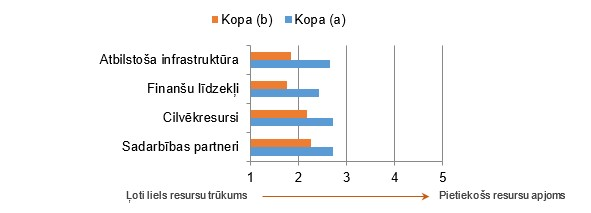 Kopa (b) Kopa (a)
Atbilstoša infrastruktūra
Finanšu līdzekļi
Cilvēkresursi
Sadarbības partneri
1 2 3 4 5
Ļoti liels resursu trūkums Pietiekošs resursu apjoms